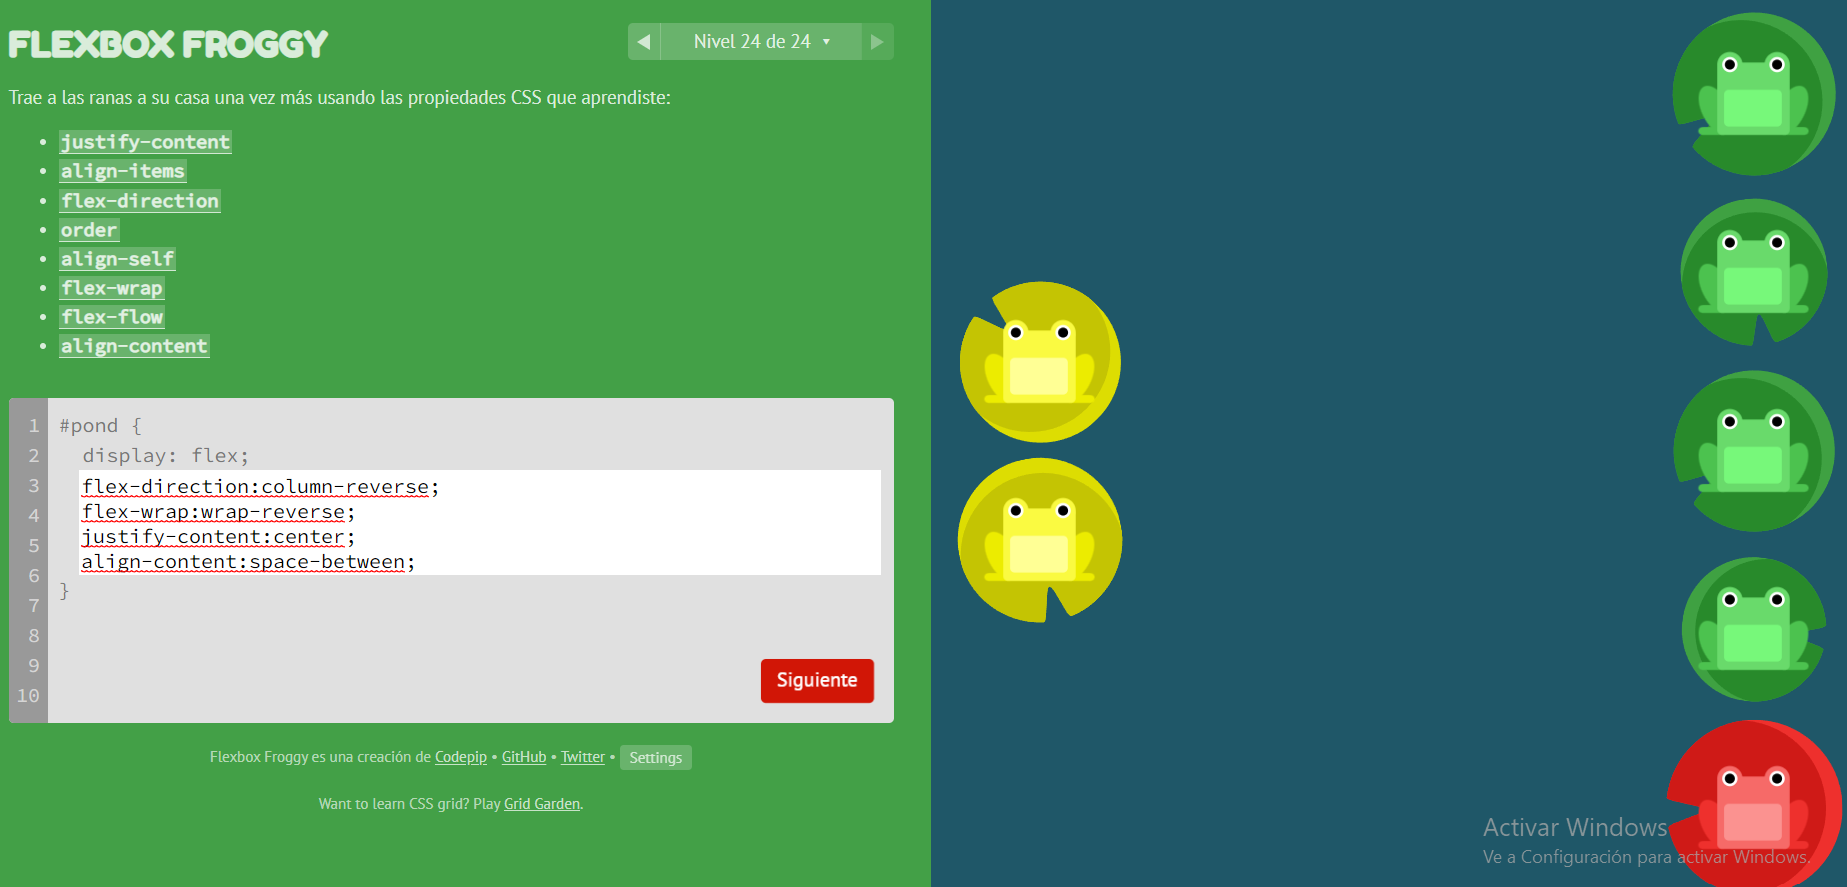 FLEXBOX FROGGY
Nivel 24 de 24
Trae a las ranas a su casa una vez más usando las propiedades CSS que aprendiste:
justify-content
align-items
flex-direction
order
align-self
flex-wrap
flex-flow
align-content
1 #pond {
2 display: flex;
3 flex-direction:column-reverse;
4 flex-wrap:wrap-reverse;
5 justify-content:center;
6 align-content:space-between;
7 }
8
9
10
Siguiente
Flexbox Froggy es una creación de Codepip • GitHub • Twitter • Settings
Want to learn CSS grid? Play Grid Garden.
Activar Windows
Ve a Configuración para activar Windows.